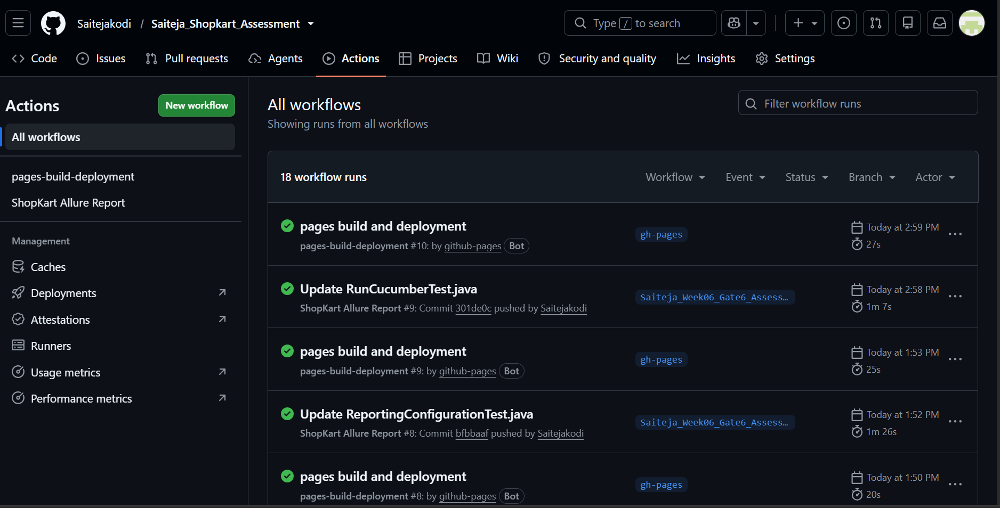 Saitejakodi / Saiteja_Shopkart_Assessment
Type / to search
Code
Issues
Pull requests
Agents
Actions
Projects
Wiki
Security and quality
Insights
Settings
Actions
New workflow
All workflows
pages-build-deployment
ShopKart Allure Report
Management
Caches
Deployments
Attestations
Runners
Usage metrics
Performance metrics
All workflows
Showing runs from all workflows
Filter workflow runs
18 workflow runs
Workflow
Event
Status
Branch
Actor
pages build and deployment
pages-build-deployment #10: by github-pages Bot
gh-pages
Today at 2:59 PM
27s
Update RunCucumberTest.java
ShopKart Allure Report #9: Commit 301de0c pushed by Saitejakodi
Saiteja_Week06_Gate6_Assess…
Today at 2:58 PM
1m 7s
pages build and deployment
pages-build-deployment #9: by github-pages Bot
gh-pages
Today at 1:53 PM
25s
Update ReportingConfigurationTest.java
ShopKart Allure Report #8: Commit bfbbaaf pushed by Saitejakodi
Saiteja_Week06_Gate6_Assess…
Today at 1:52 PM
1m 26s
pages build and deployment
pages-build-deployment #8: by github-pages Bot
gh-pages
Today at 1:50 PM
20s